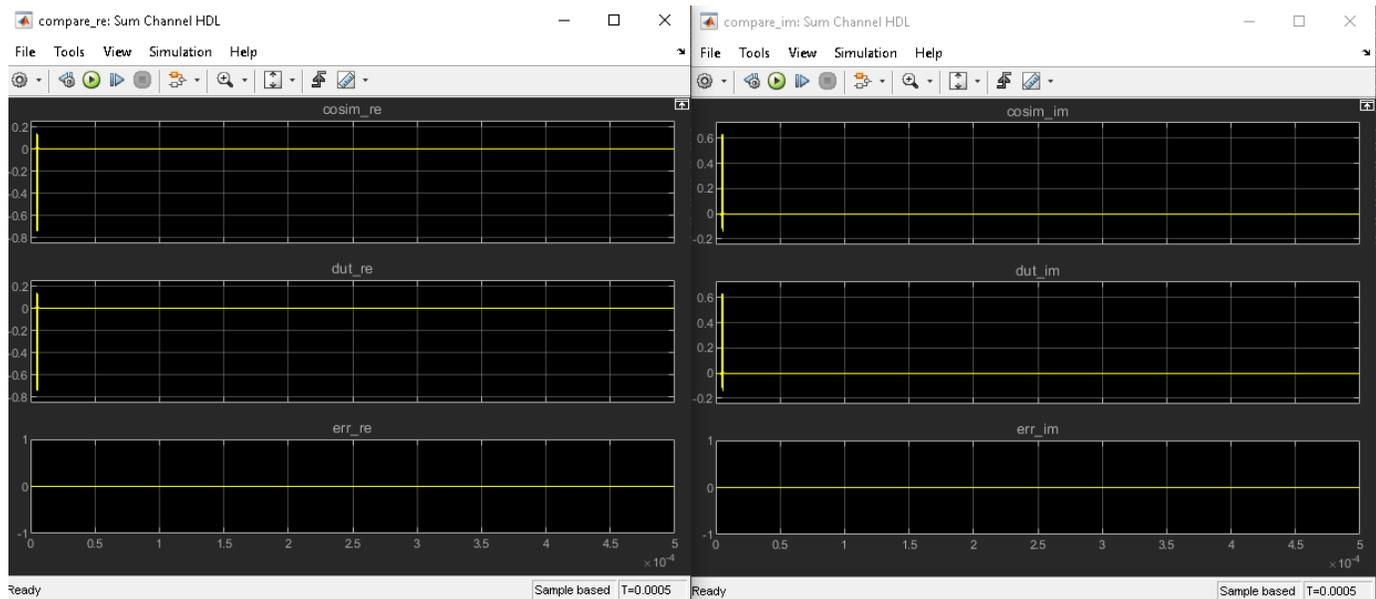 compare_re: Sum Channel HDL
File Tools View Simulation Help
cosim_re
0.2
0
-0.2
-0.4
-0.6
-0.8
dut_re
0.2
0
-0.2
-0.4
-0.6
-0.8
err_re
1
0
-1
0 0.5 1 1.5 2 2.5 3 3.5 4 4.5 5
×10-4
Ready Sample based T=0.0005
compare_im: Sum Channel HDL
File Tools View Simulation Help
cosim_im
0.6
0.4
0.2
0
-0.2
dut_im
0.6
0.4
0.2
0
-0.2
err_im
1
0
-1
0 0.5 1 1.5 2 2.5 3 3.5 4 4.5 5
×10-4
Ready Sample based T=0.0005